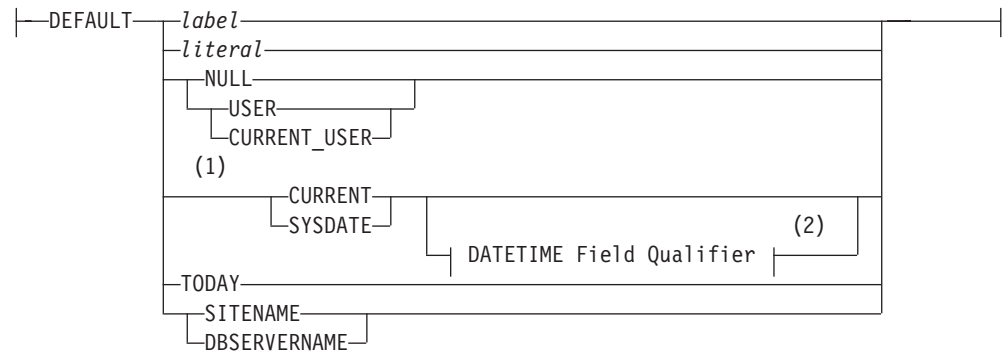 DEFAULT label
literal
NULL
USER
CURRENT_USER
(1)
CURRENT
SYSDATE
(2)
DATETIME Field Qualifier
TODAY
SITENAME
DBSERVERNAME